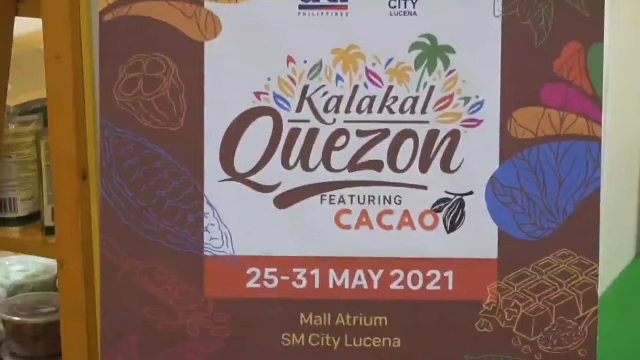 PHILIPPINES
CITY
LUCENA
Kalakal
Quezon
FEATURING
CACAO
25-31 MAY 2021
Mall Atrium
SM City Lucena